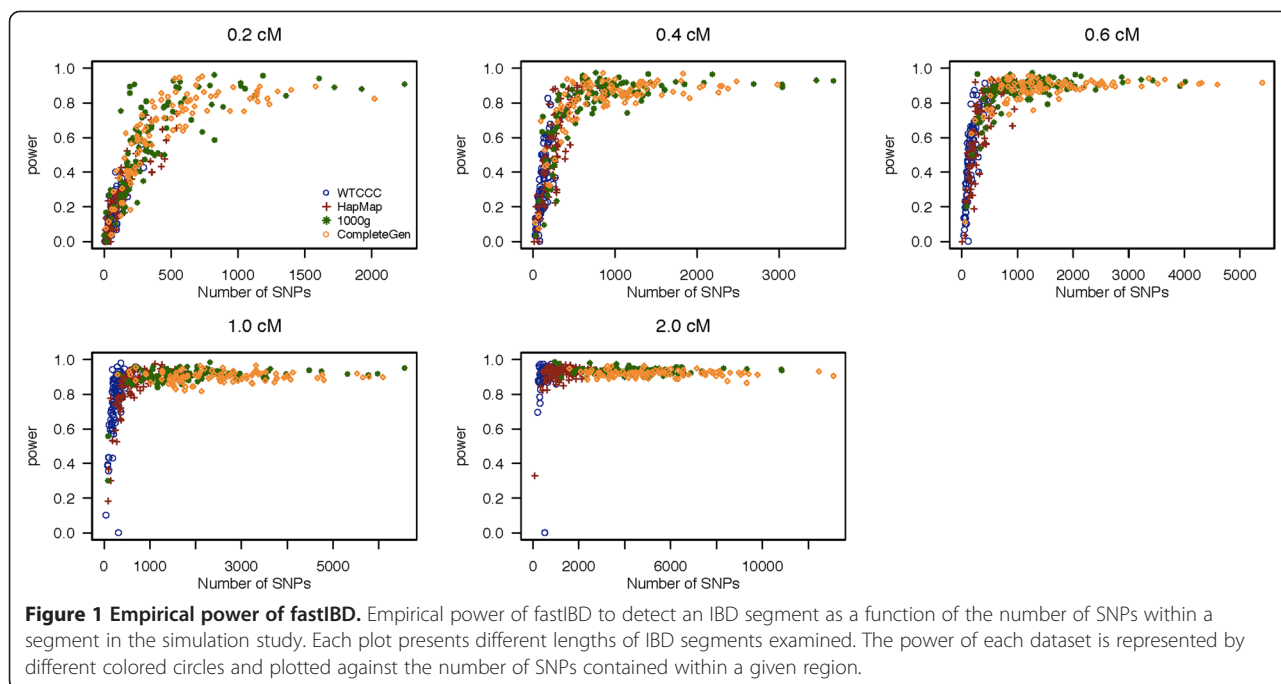 0.2 cM
0.4 cM
0.6 cM
power
1.0
0.8
0.6
0.4
0.2
0.0
WTCCC
HapMap
1000g
CompleteGen
0 500 1000 1500 2000
Number of SNPs
power
1.0
0.8
0.6
0.4
0.2
0.0
0 1000 2000 3000
Number of SNPs
power
1.0
0.8
0.6
0.4
0.2
0.0
0 1000 2000 3000 4000 5000
Number of SNPs
1.0 cM
2.0 cM
power
1.0
0.8
0.6
0.4
0.2
0.0
0 1000 3000 5000
Number of SNPs
power
1.0
0.8
0.6
0.4
0.2
0.0
0 2000 6000 10000
Number of SNPs
Figure 1 Empirical power of fastIBD. Empirical power of fastIBD to detect an IBD segment as a function of the number of SNPs within a
segment in the simulation study. Each plot presents different lengths of IBD segments examined. The power of each dataset is represented by
different colored circles and plotted against the number of SNPs contained within a given region.